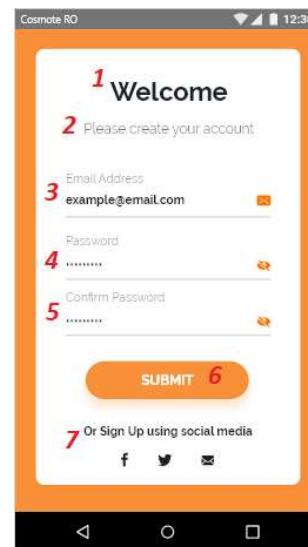 Cosmote RO 12:30
1 Welcome
2 Please create your account
Email Address
3 example@email.com
Password
4 ·········
Confirm Password
5 ·········
SUBMIT 6
Or Sign Up using social media
7
f